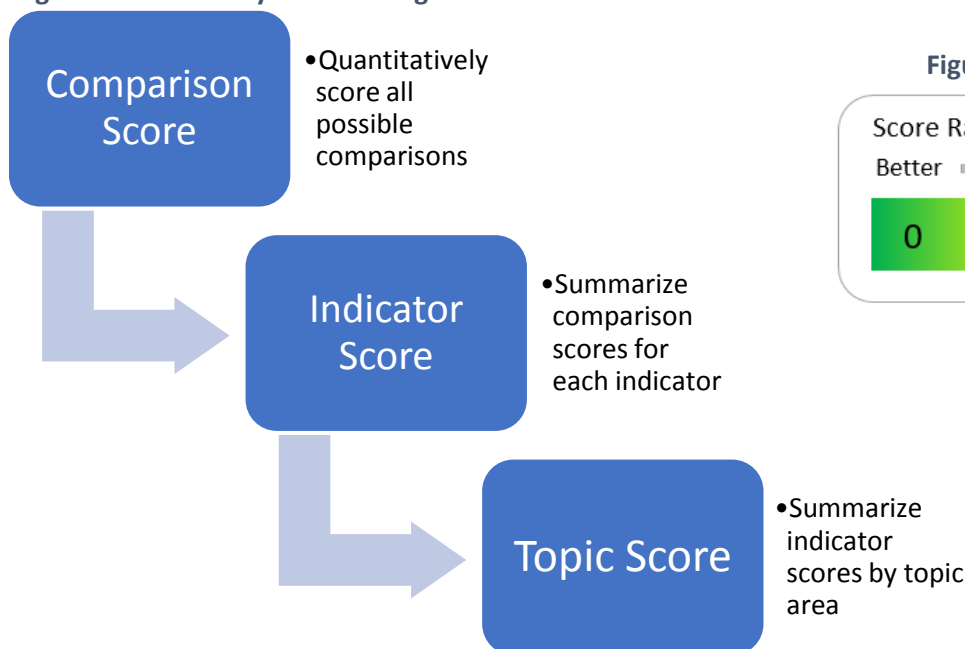 Comparison
Score
•Quantitatively
score all
possible
comparisons
Score
Better
0
Indicator
Score
•Summarize
comparison
scores for
each indicator
Topic Score
•Summarize
indicator
scores by topic
area